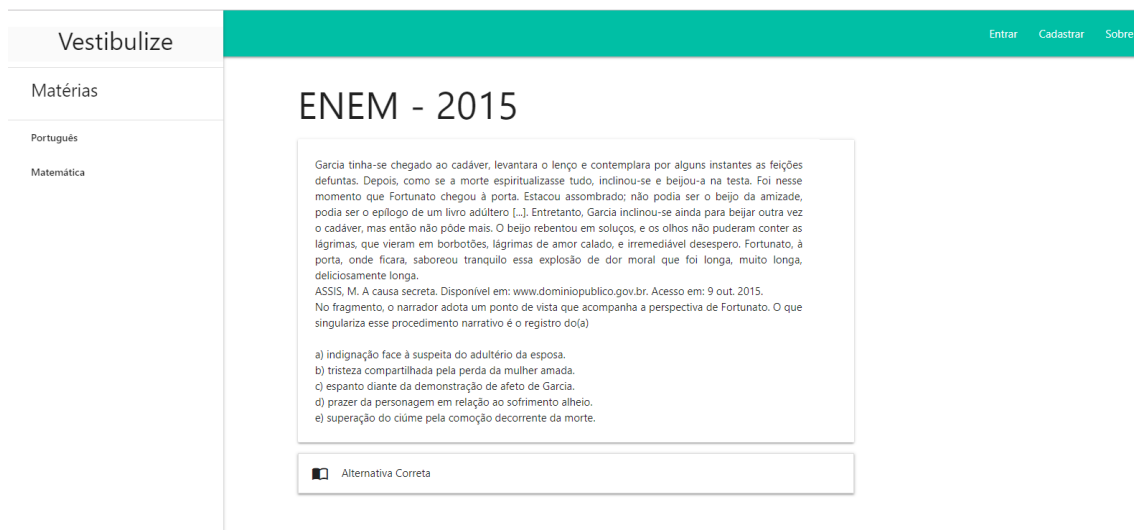 Vestibulize
Entrar Cadastrar Sobre
Matérias
Português
Matemática
ENEM - 2015
Garcia tinha-se chegado ao cadáver, levantara o lenço e contemplara por alguns instantes as feições
defuntas. Depois, como se a morte espiritualizasse tudo, inclinou-se e beijou-a na testa. Foi nesse
momento que Fortunato chegou à porta. Estacou assombrado; não podia ser o beijo da amizade,
podia ser o epílogo de um livro adúltero [...]. Entretanto, Garcia inclinou-se ainda para beijar outra vez
o cadáver, mas então não pôde mais. O beijo rebentou em soluços, e os olhos não puderam conter as
lágrimas, que vieram em borbotões, lágrimas de amor calado, e irremediável desespero. Fortunato, à
porta, onde ficara, saboreou tranquilo essa explosão de dor moral que foi longa, muito longa,
deliciosamente longa.
ASSIS, M. A causa secreta. Disponível em: www.dominiopublico.gov.br. Acesso em: 9 out. 2015.
No fragmento, o narrador adota um ponto de vista que acompanha a perspectiva de Fortunato. O que
singulariza esse procedimento narrativo é o registro do(a)
a) indignação face à suspeita do adultério da esposa.
b) tristeza compartilhada pela perda da mulher amada.
c) espanto diante da demonstração de afeto de Garcia.
d) prazer da personagem em relação ao sofrimento alheio.
e) superação do ciúme pela comoção decorrente da morte.
Alternativa Correta